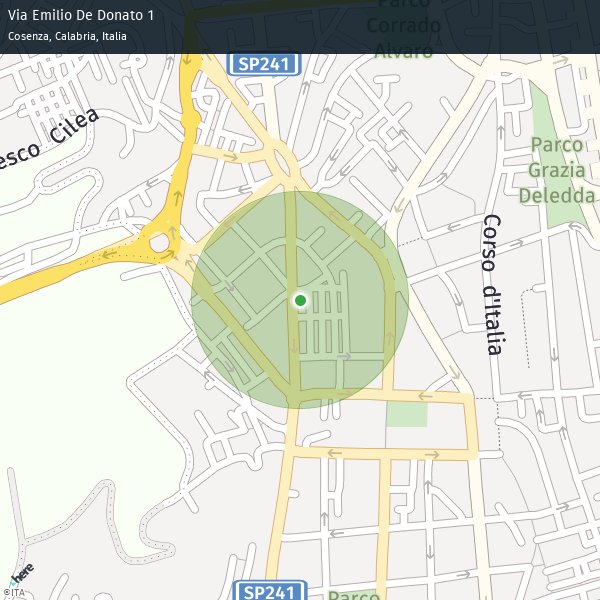 Via Emilio De Donato 1
Cosenza, Calabria, Italia
Parco
Corrado
Alvaro
SP241
esco Cilea
Parco
Grazia
Deledda
Corso d'Italia
here
©ITA
SP241
Parco